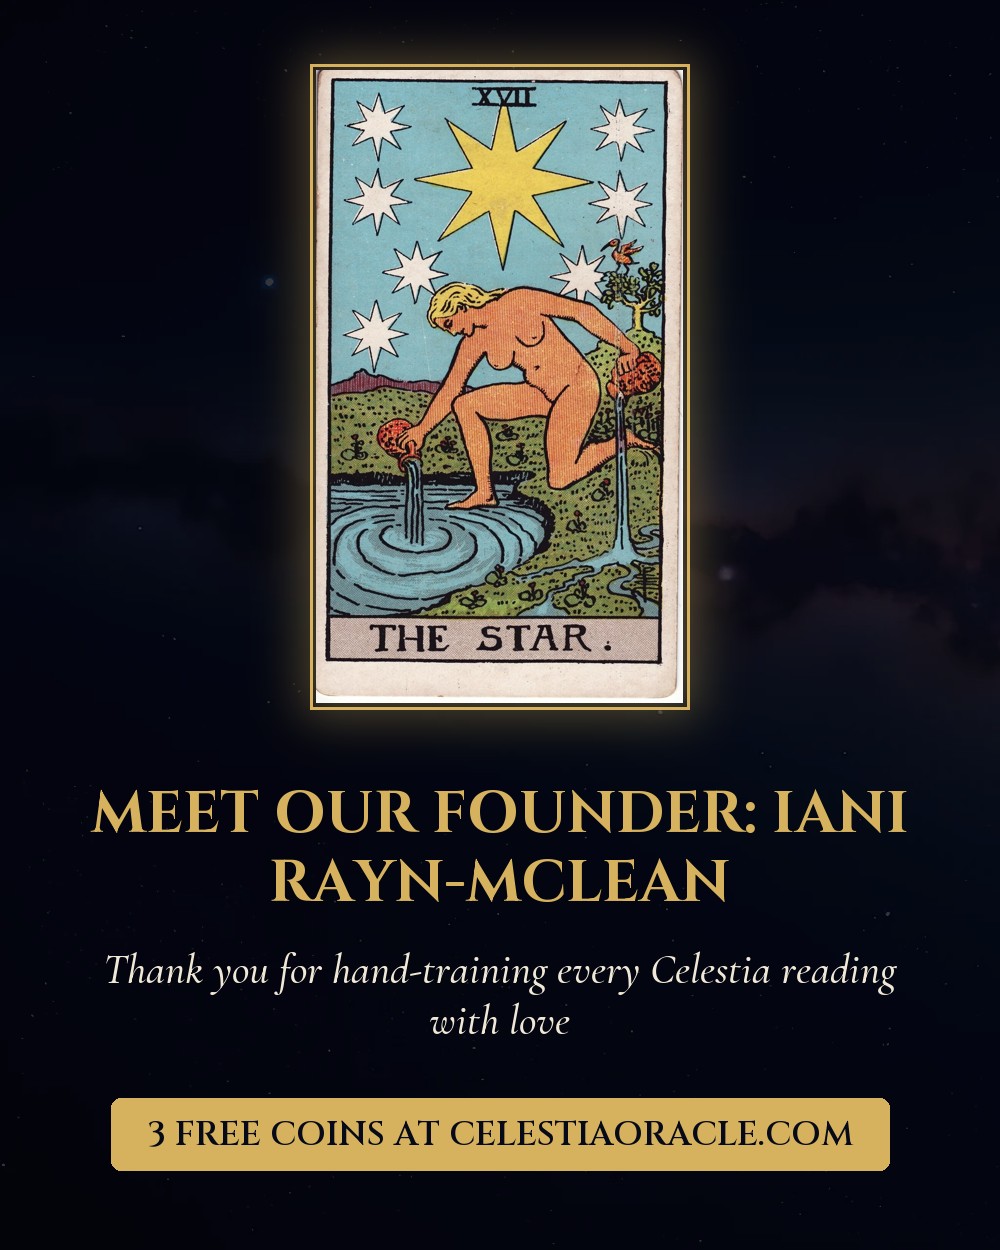 XVII
THE STAR.
MEET OUR FOUNDER: IANI
RAYN-MCLEAN
Thank you for hand-training every Celestia reading
with love
3 FREE COINS AT CELESTIAORACLE.COM